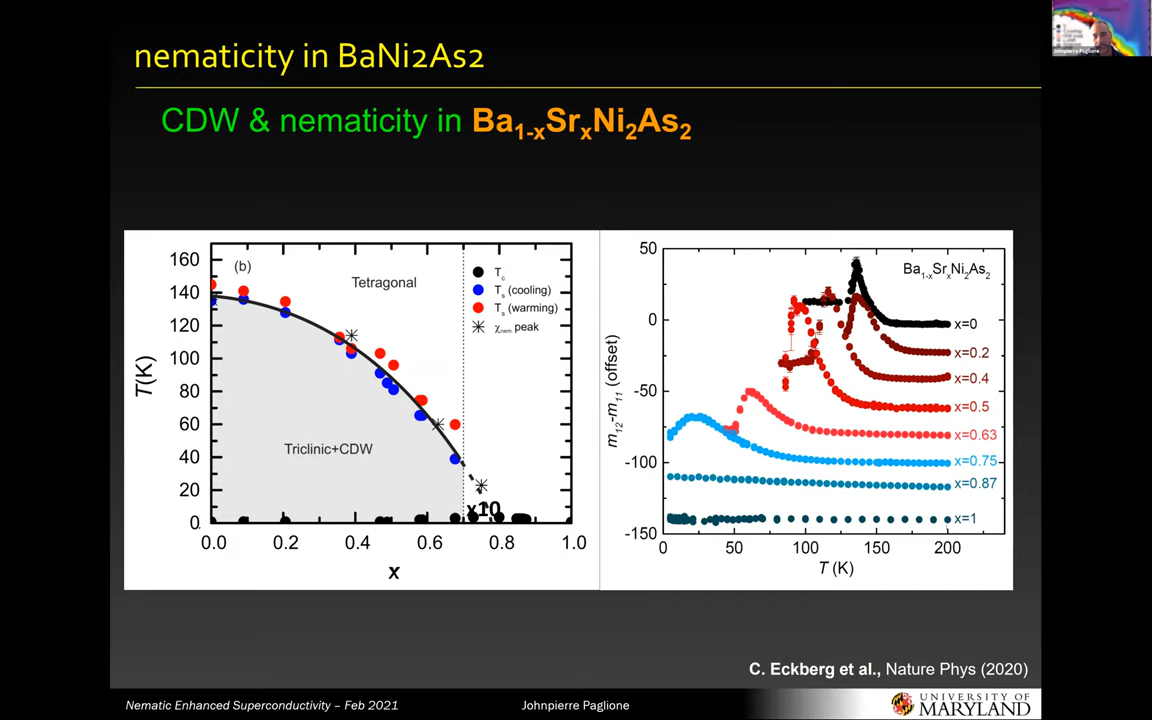 nematicity in BaNi2As2
CDW & nematicity in Ba1-xSrxNi2As2
(b)
Tetragonal
Tc
Ts (cooling)
Ts (warming)
χnem peak
Triclinic+CDW
x10
T(K)
160
140
120
100
80
60
40
20
0
0.0 0.2 0.4 0.6 0.8 1.0
x
Ba1-xSrxNi2As2
x=0
x=0.2
x=0.4
x=0.5
x=0.63
x=0.75
x=0.87
x=1
m12-m11 (offset)
50
0
-50
-100
-150
0 50 100 150 200
T (K)
C. Eckberg et al., Nature Phys (2020)
Nematic Enhanced Superconductivity – Feb 2021
Johnpierre Paglione
UNIVERSITY OF
MARYLAND
Johnpierre Paglione